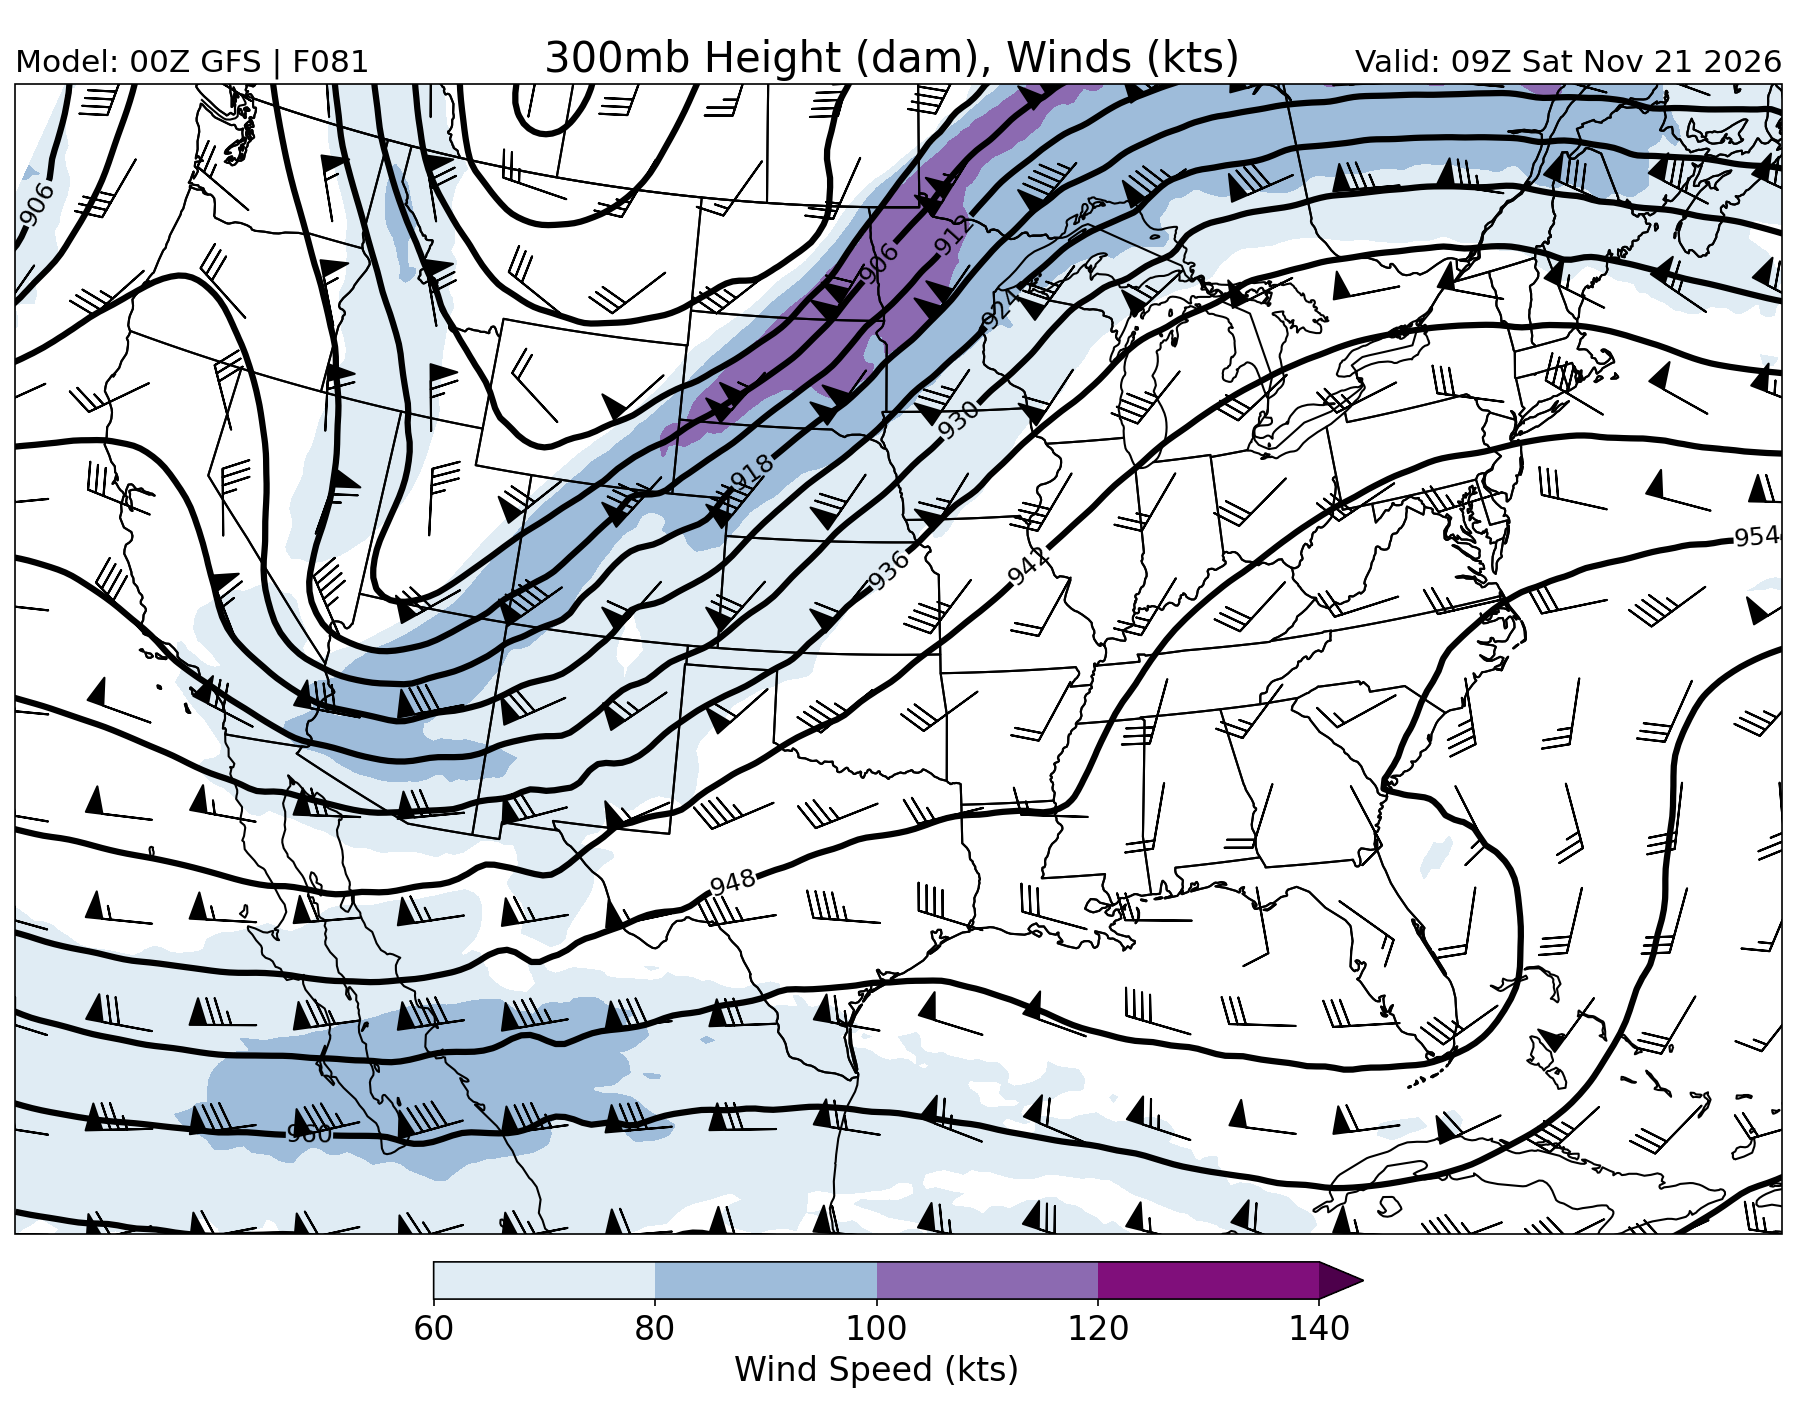 Model: 00Z GFS | F081
300mb Height (dam), Winds (kts)
Valid: 09Z Sat Nov 21 2026
906
912
906
924
930
918
954
936
942
948
960
60 80 100 120 140
Wind Speed (kts)